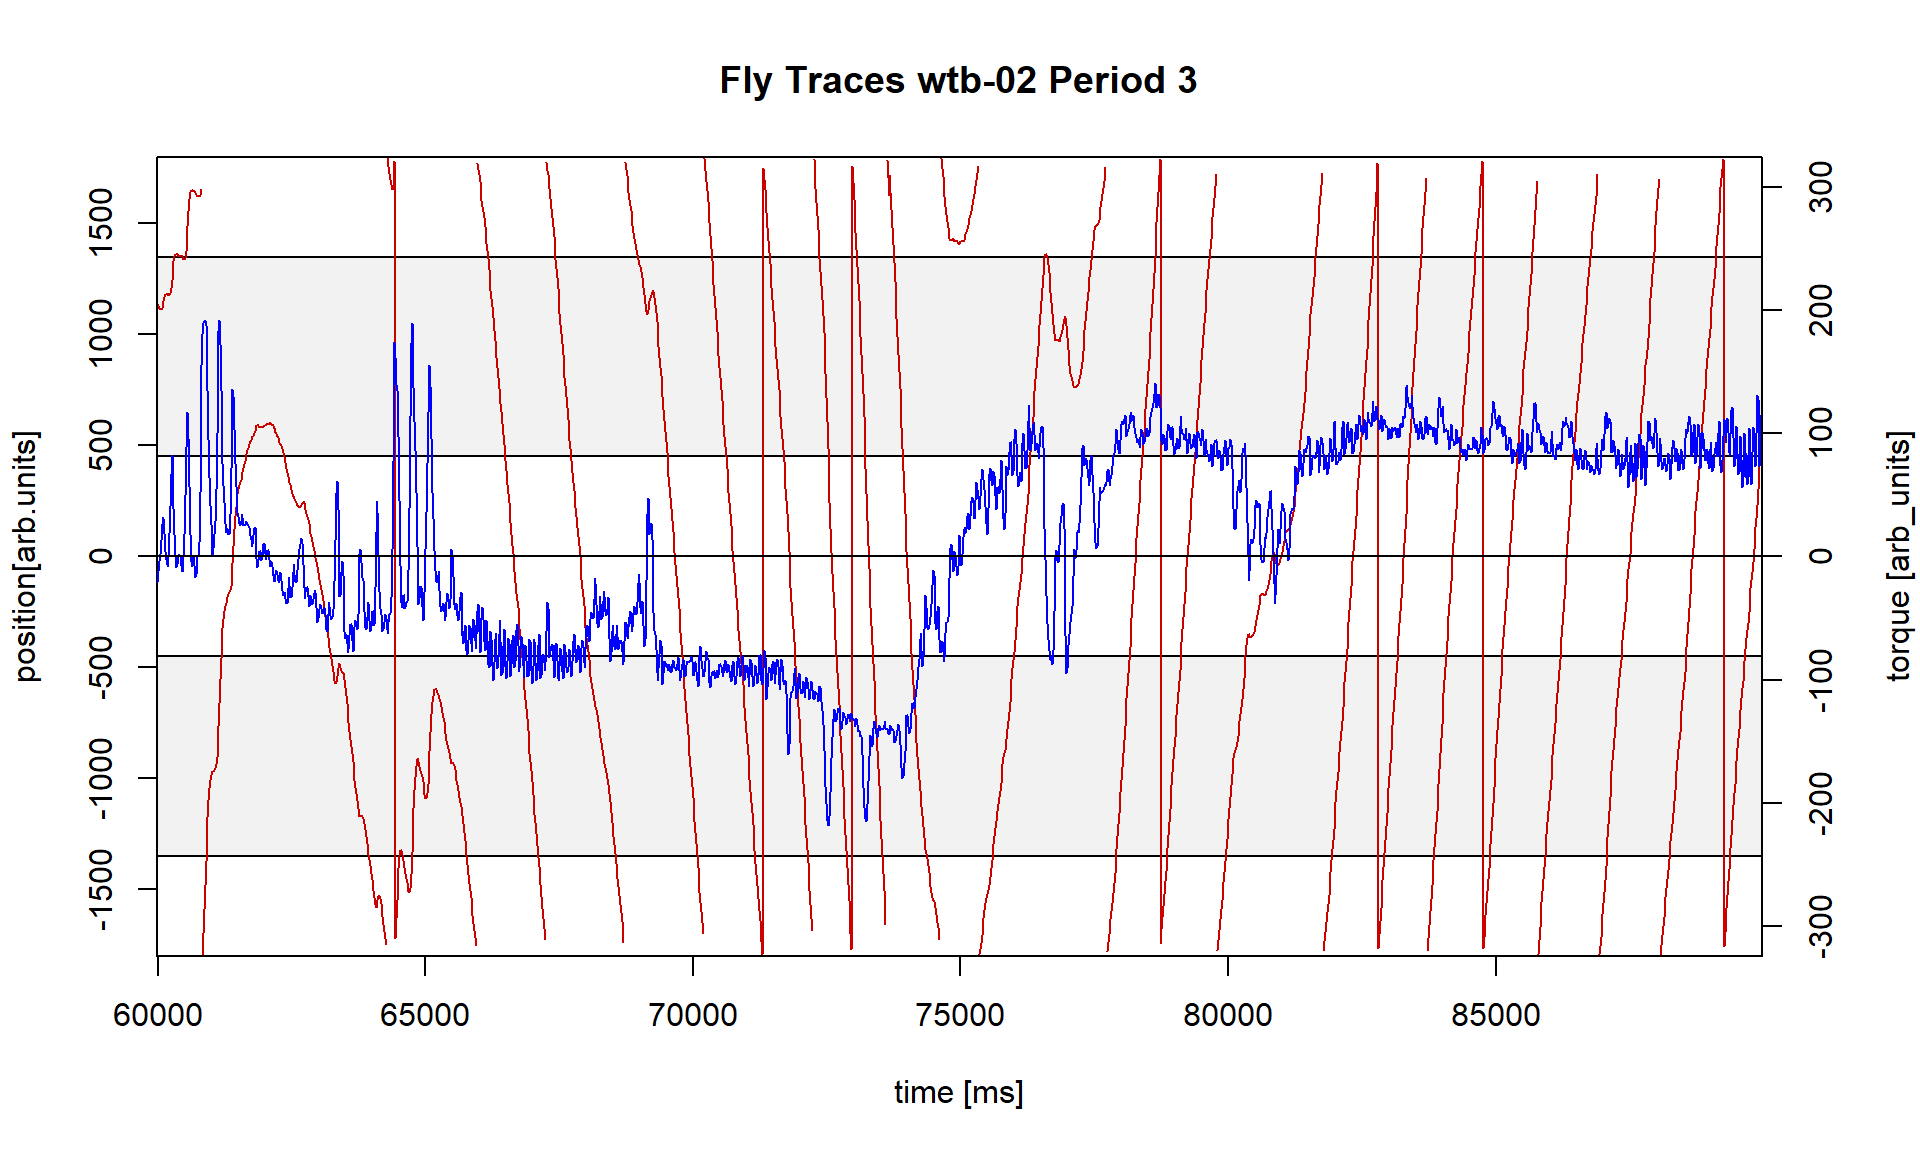 Fly Traces wtb-02 Period 3
position[arb.units]
1500
1000
500
0
-500
-1000
-1500
300
200
100
0
-100
-200
-300
torque [arb_units]
60000 65000 70000 75000 80000 85000
time [ms]